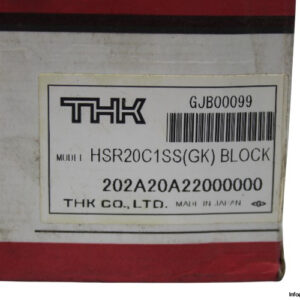 THK
GJB00099
MODEL HSR20C1SS(GK) BLOCK
202A20A22000000
THK CO., LTD. MADE IN JAPAN